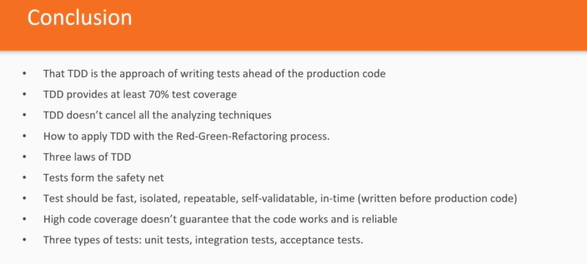 Conclusion
• That TDD is the approach of writing tests ahead of the production code
• TDD provides at least 70% test coverage
• TDD doesn't cancel all the analyzing techniques
• How to apply TDD with the Red-Green-Refactoring process.
• Three laws of TDD
• Tests form the safety net
• Test should be fast, isolated, repeatable, self-validatable, in-time (written before production code)
• High code coverage doesn't guarantee that the code works and is reliable
• Three types of tests: unit tests, integration tests, acceptance tests.